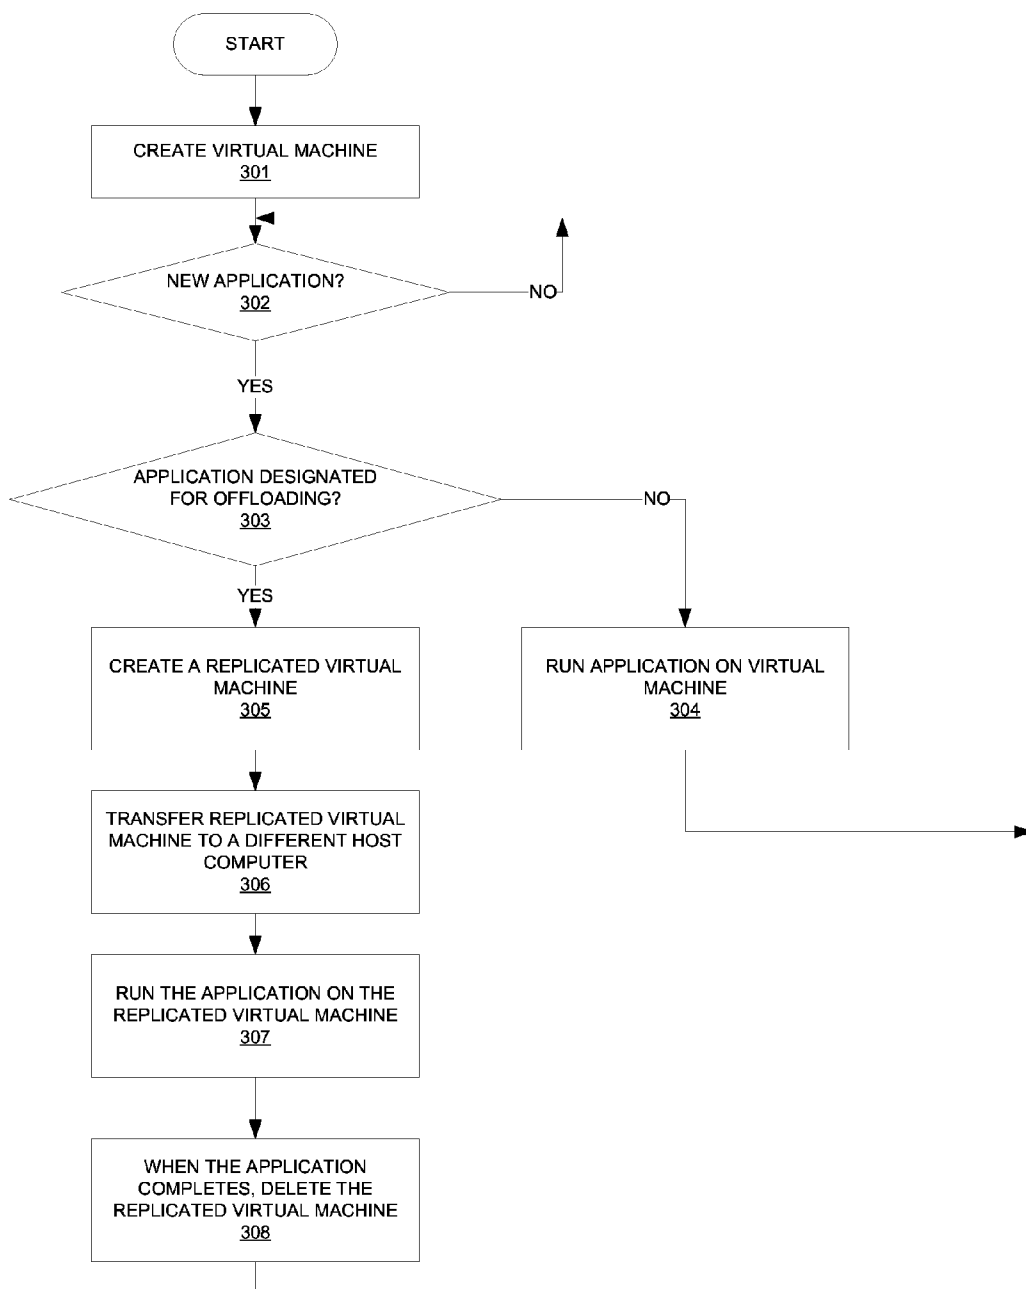 START
CREATE VIRTUAL MACHINE
301
NEW APPLICATION?
302
NO
YES
APPLICATION DESIGNATED
FOR OFFLOADING?
303
NO
YES
CREATE A REPLICATED VIRTUAL
MACHINE
305
RUN APPLICATION ON VIRTUAL
MACHINE
304
TRANSFER REPLICATED VIRTUAL
MACHINE TO A DIFFERENT HOST
COMPUTER
306
RUN THE APPLICATION ON THE
REPLICATED VIRTUAL MACHINE
307
WHEN THE APPLICATION
COMPLETES, DELETE THE
REPLICATED VIRTUAL MACHINE
308